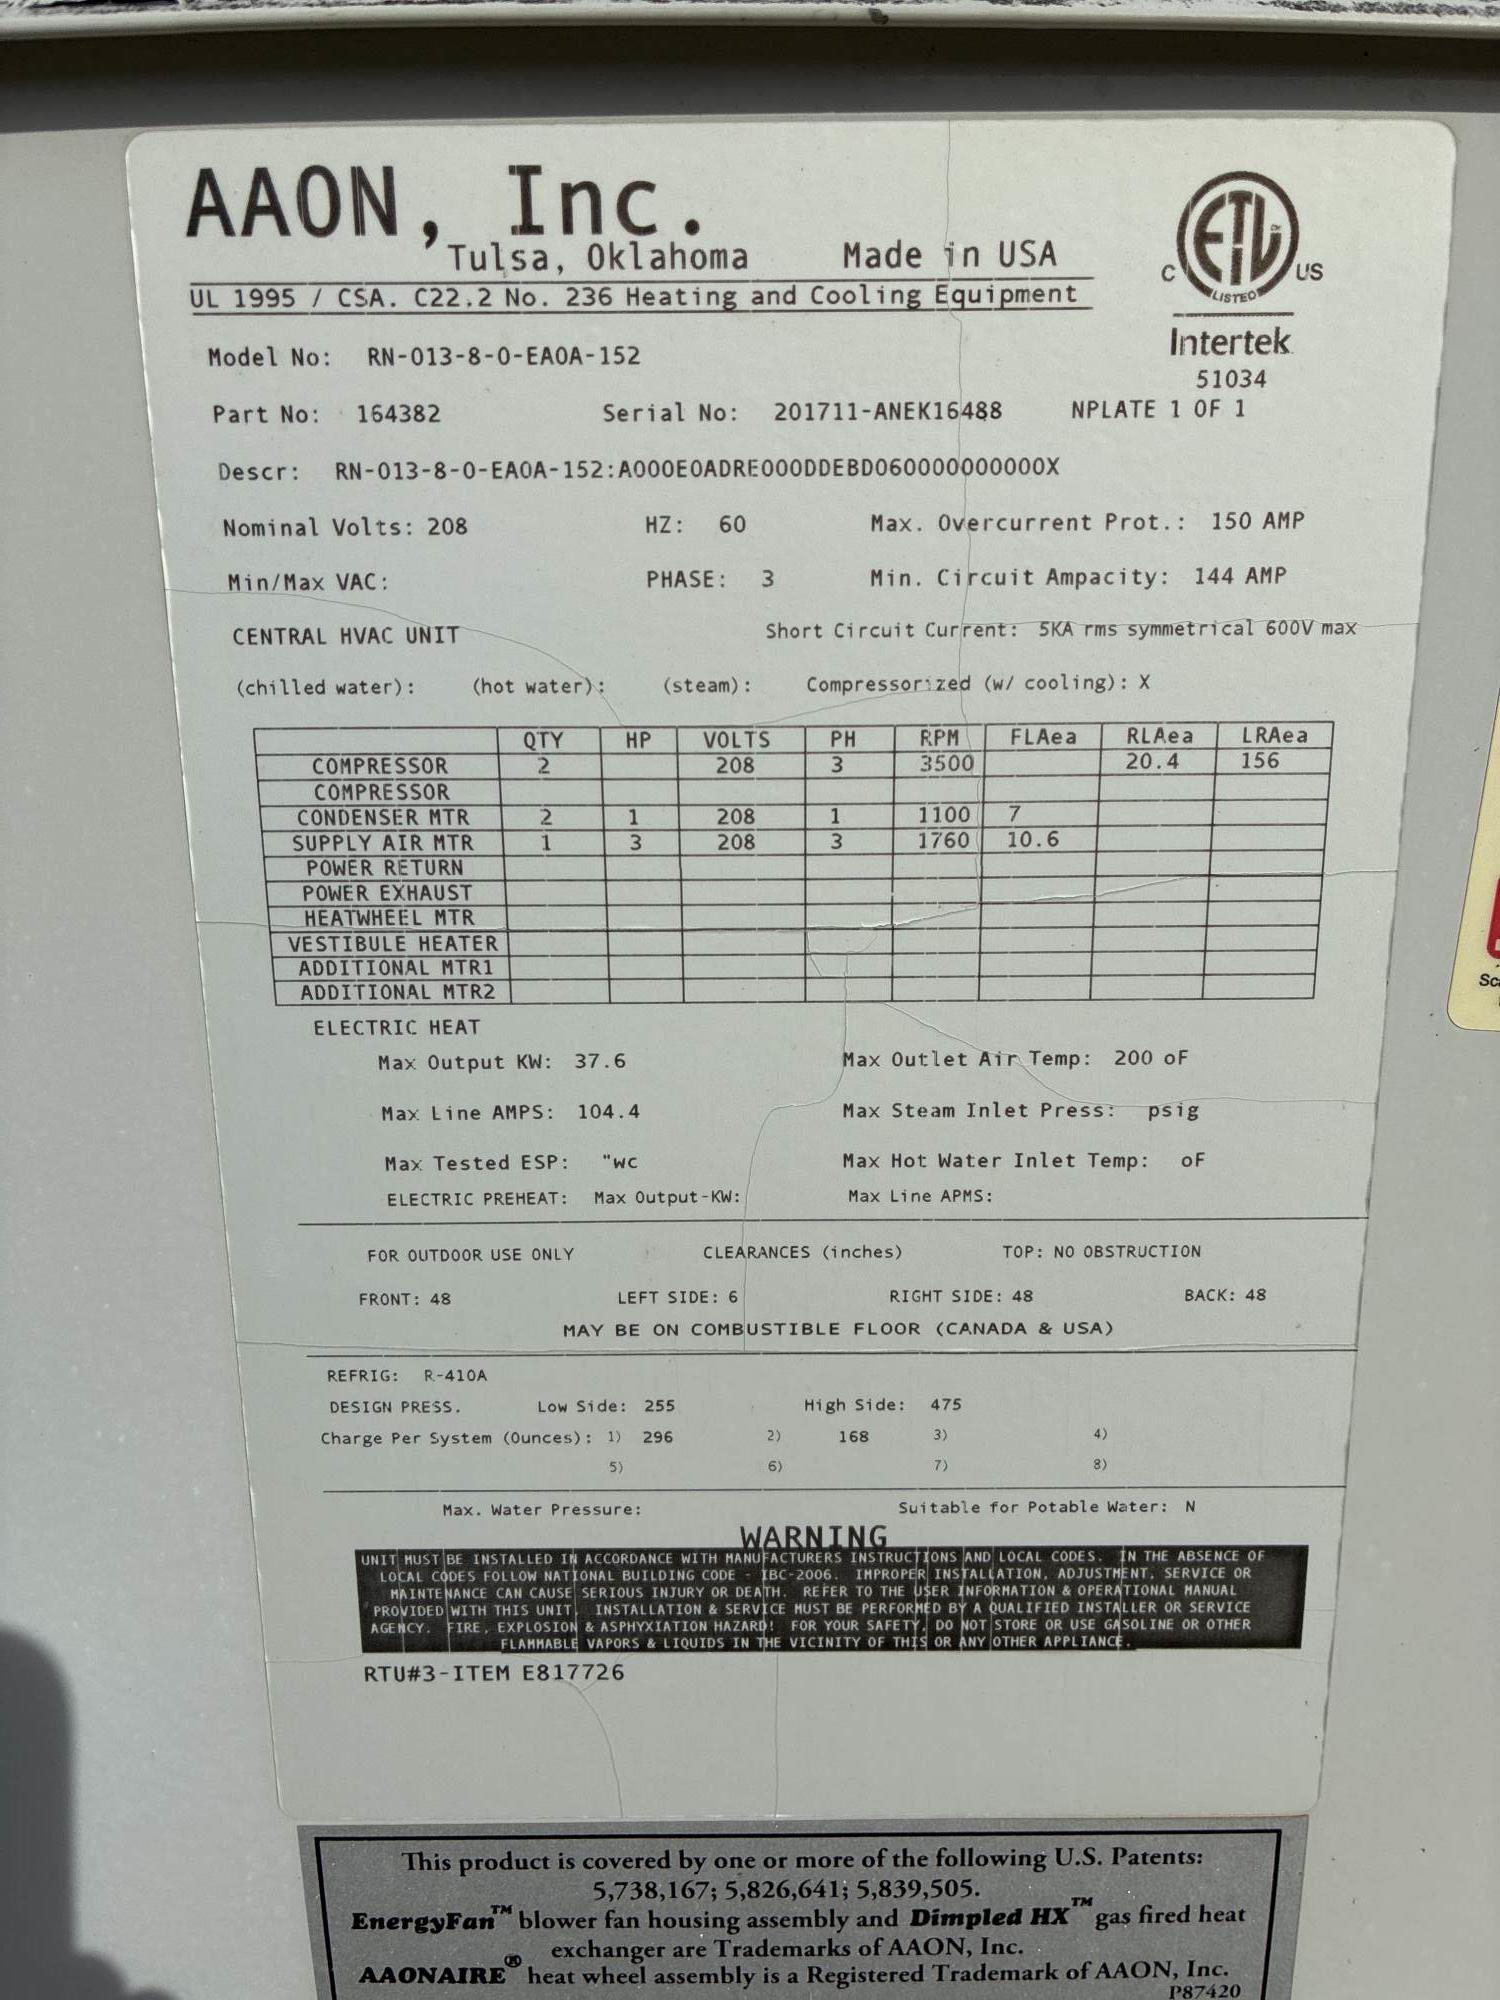 AAON, Inc.
Tulsa, Oklahoma Made in USA
UL 1995 / CSA. C22.2 No. 236 Heating and Cooling Equipment
ETL
C US
LISTED
Intertek
51034
Model No: RN-013-8-0-EA0A-152
Part No: 164382 Serial No: 201711-ANEK16488 NPLATE 1 OF 1
Descr: RN-013-8-0-EA0A-152:A000E0ADRE000DDEBD060000000000X
Nominal Volts: 208 HZ: 60 Max. Overcurrent Prot.: 150 AMP
Min/Max VAC: PHASE: 3 Min. Circuit Ampacity: 144 AMP
CENTRAL HVAC UNIT Short Circuit Current: 5KA rms symmetrical 600V max
(chilled water): (hot water): (steam): Compressorized (w/ cooling): X
QTY HP VOLTS PH RPM FLAea RLAea LRAea
COMPRESSOR 2 208 3 3500 20.4 156
COMPRESSOR
CONDENSER MTR 2 1 208 1 1100 7
SUPPLY AIR MTR 1 3 208 3 1760 10.6
POWER RETURN
POWER EXHAUST
HEATWHEEL MTR
VESTIBULE HEATER
ADDITIONAL MTR1
ADDITIONAL MTR2
ELECTRIC HEAT
Max Output KW: 37.6 Max Outlet Air Temp: 200 oF
Max Line AMPS: 104.4 Max Steam Inlet Press: psig
Max Tested ESP: "wc Max Hot Water Inlet Temp: oF
ELECTRIC PREHEAT: Max Output-KW: Max Line APMS:
FOR OUTDOOR USE ONLY CLEARANCES (inches) TOP: NO OBSTRUCTION
FRONT: 48 LEFT SIDE: 6 RIGHT SIDE: 48 BACK: 48
MAY BE ON COMBUSTIBLE FLOOR (CANADA & USA)
REFRIG: R-410A
DESIGN PRESS. Low Side: 255 High Side: 475
Charge Per System (Ounces): 1) 296 2) 168 3) 4)
5) 6) 7) 8)
Max. Water Pressure: Suitable for Potable Water: N
WARNING
UNIT MUST BE INSTALLED IN ACCORDANCE WITH MANUFACTURERS INSTRUCTIONS AND LOCAL CODES. IN THE ABSENCE OF
LOCAL CODES FOLLOW NATIONAL BUILDING CODE - IBC-2006. IMPROPER INSTALLATION, ADJUSTMENT, SERVICE OR
MAINTENANCE CAN CAUSE SERIOUS INJURY OR DEATH. REFER TO THE USER INFORMATION & OPERATIONAL MANUAL
PROVIDED WITH THIS UNIT. INSTALLATION & SERVICE MUST BE PERFORMED BY A QUALIFIED INSTALLER OR SERVICE
AGENCY. FIRE, EXPLOSION & ASPHYXIATION HAZARD! FOR YOUR SAFETY, DO NOT STORE OR USE GASOLINE OR OTHER
FLAMMABLE VAPORS & LIQUIDS IN THE VICINITY OF THIS OR ANY OTHER APPLIANCE.
RTU#3-ITEM E817726
This product is covered by one or more of the following U.S. Patents:
5,738,167; 5,826,641; 5,839,505.
EnergyFan™ blower fan housing assembly and Dimpled HX™ gas fired heat
exchanger are Trademarks of AAON, Inc.
AAONAIRE® heat wheel assembly is a Registered Trademark of AAON, Inc.
P87420